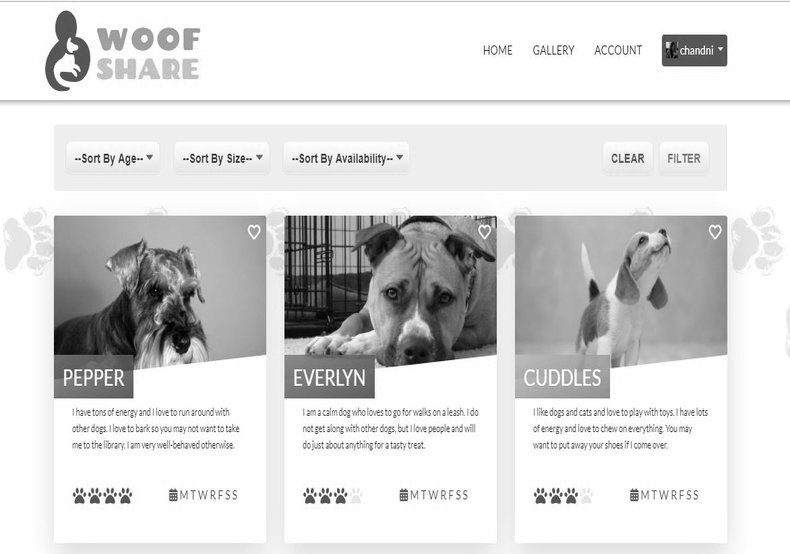 WOOF
SHARE
HOME GALLERY ACCOUNT chandni
--Sort By Age-- --Sort By Size-- --Sort By Availability-- CLEAR FILTER
PEPPER
I have tons of energy and I love to run around with
other dogs. I love to bark so you may not want to take
me to the library. I am very well-behaved otherwise.
M T W R F S S
EVERLYN
I am a calm dog who loves to go for walks on a leash. I do
not get along with other dogs, but I love people and will
do just about anything for a tasty treat.
M T W R F S S
CUDDLES
I like dogs and cats and love to play with toys. I have lots
of energy and love to chew on everything. You may
want to put away your shoes if I come over.
M T W R F S S